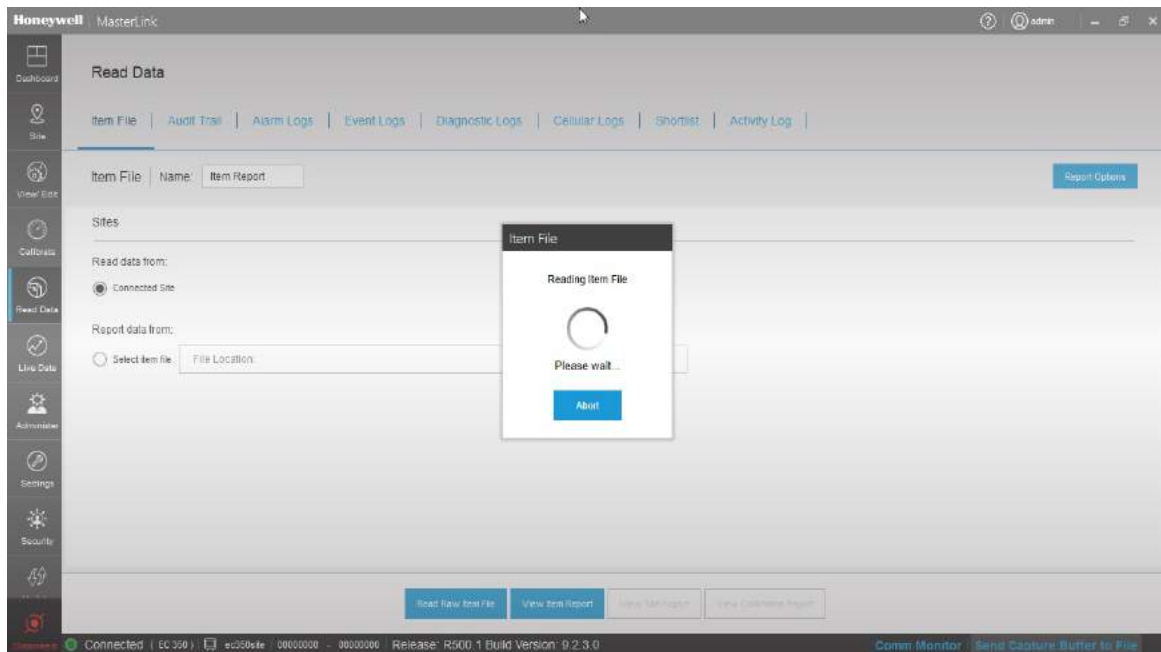 Honeywell | MasterLink
admin
Dashboard
Read Data
Item File | Audit Trail | Alarm Logs | Event Logs | Diagnostic Logs | Cellular Logs | Shortlist | Activity Log |
Site
Item File | Name: Item Report
Report Options
View/ Edit
Sites
Calibrate
Item File
Read data from:
Reading Item File
Connected Site
Read Data
Report data from:
Select item file
File Location:
Please wait...
Live Data
Abort
Administer
Settings
Security
Read Raw Item File
View Item Report
Connected ( EC 350 ) ec350site 00000000 - 00000000 Release: R500.1 Build Version: 9.2.3.0
Comm Monitor
Send Capture Buffer to File